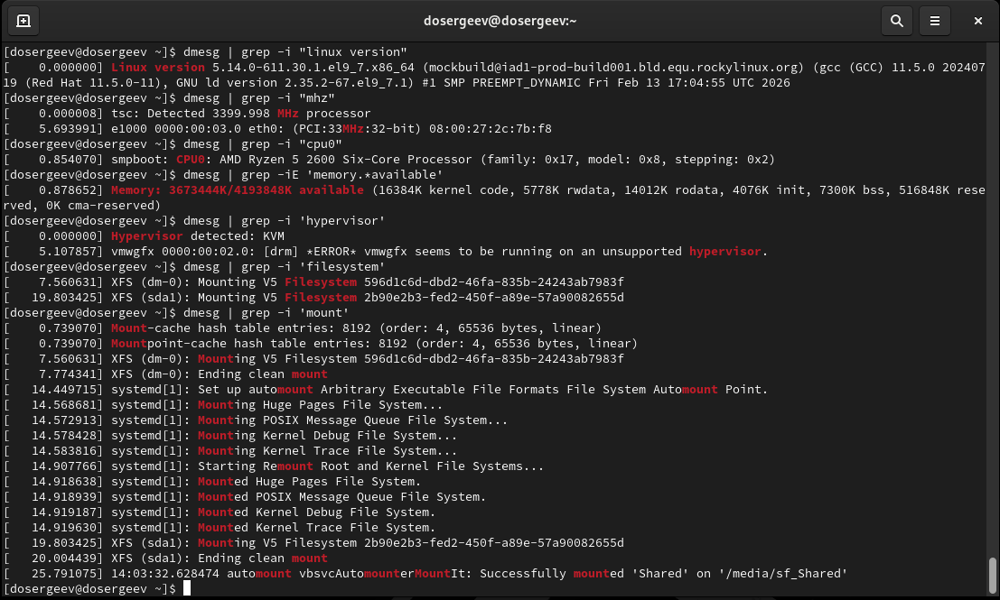 dosergeev@dosergeev:~
[dosergeev@dosergeev ~]$ dmesg | grep -i "linux version"
[    0.000000] Linux version 5.14.0-611.30.1.el9_7.x86_64 (mockbuild@iad1-prod-build001.bld.equ.rockylinux.org) (gcc (GCC) 11.5.0 202407
19 (Red Hat 11.5.0-11), GNU ld version 2.35.2-67.el9_7.1) #1 SMP PREEMPT_DYNAMIC Fri Feb 13 17:04:55 UTC 2026
[dosergeev@dosergeev ~]$ dmesg | grep -i "mhz"
[    0.000008] tsc: Detected 3399.998 MHz processor
[    5.693991] e1000 0000:00:03.0 eth0: (PCI:33MHz:32-bit) 08:00:27:2c:7b:f8
[dosergeev@dosergeev ~]$ dmesg | grep -i "cpu0"
[    0.854070] smpboot: CPU0: AMD Ryzen 5 2600 Six-Core Processor (family: 0x17, model: 0x8, stepping: 0x2)
[dosergeev@dosergeev ~]$ dmesg | grep -iE 'memory.*available'
[    0.878652] Memory: 3673444K/4193848K available (16384K kernel code, 5778K rwdata, 14012K rodata, 4076K init, 7300K bss, 516848K rese
rved, 0K cma-reserved)
[dosergeev@dosergeev ~]$ dmesg | grep -i 'hypervisor'
[    0.000000] Hypervisor detected: KVM
[    5.107857] vmwgfx 0000:00:02.0: [drm] *ERROR* vmwgfx seems to be running on an unsupported hypervisor.
[dosergeev@dosergeev ~]$ dmesg | grep -i 'filesystem'
[    7.560631] XFS (dm-0): Mounting V5 Filesystem 596d1c6d-dbd2-46fa-835b-24243ab7983f
[   19.803425] XFS (sda1): Mounting V5 Filesystem 2b90e2b3-fed2-450f-a89e-57a90082655d
[dosergeev@dosergeev ~]$ dmesg | grep -i 'mount'
[    0.739070] Mount-cache hash table entries: 8192 (order: 4, 65536 bytes, linear)
[    0.739070] Mountpoint-cache hash table entries: 8192 (order: 4, 65536 bytes, linear)
[    7.560631] XFS (dm-0): Mounting V5 Filesystem 596d1c6d-dbd2-46fa-835b-24243ab7983f
[    7.774341] XFS (dm-0): Ending clean mount
[   14.449715] systemd[1]: Set up automount Arbitrary Executable File Formats File System Automount Point.
[   14.568681] systemd[1]: Mounting Huge Pages File System...
[   14.572913] systemd[1]: Mounting POSIX Message Queue File System...
[   14.578428] systemd[1]: Mounting Kernel Debug File System...
[   14.583816] systemd[1]: Mounting Kernel Trace File System...
[   14.907766] systemd[1]: Starting Remount Root and Kernel File Systems...
[   14.918638] systemd[1]: Mounted Huge Pages File System.
[   14.918939] systemd[1]: Mounted POSIX Message Queue File System.
[   14.919187] systemd[1]: Mounted Kernel Debug File System.
[   14.919630] systemd[1]: Mounted Kernel Trace File System.
[   19.803425] XFS (sda1): Mounting V5 Filesystem 2b90e2b3-fed2-450f-a89e-57a90082655d
[   20.004439] XFS (sda1): Ending clean mount
[   25.791075] 14:03:32.628474 automount vbsvcAutomounterMountIt: Successfully mounted 'Shared' on '/media/sf_Shared'
[dosergeev@dosergeev ~]$